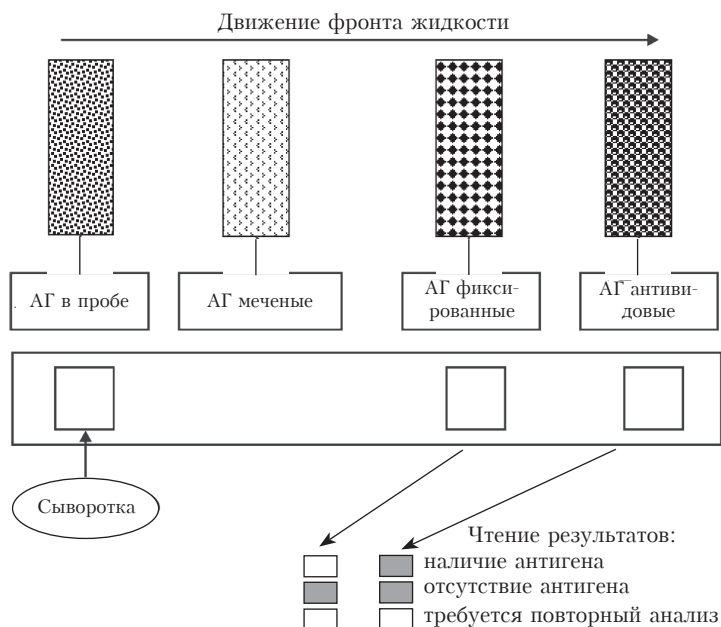 Движение фронта жидкости
АГ в пробе
АГ меченые
АГ фикси-
рованные
АГ антиви-
довые
Сыворотка
Чтение результатов:
наличие антигена
отсутствие антигена
требуется повторный анализ